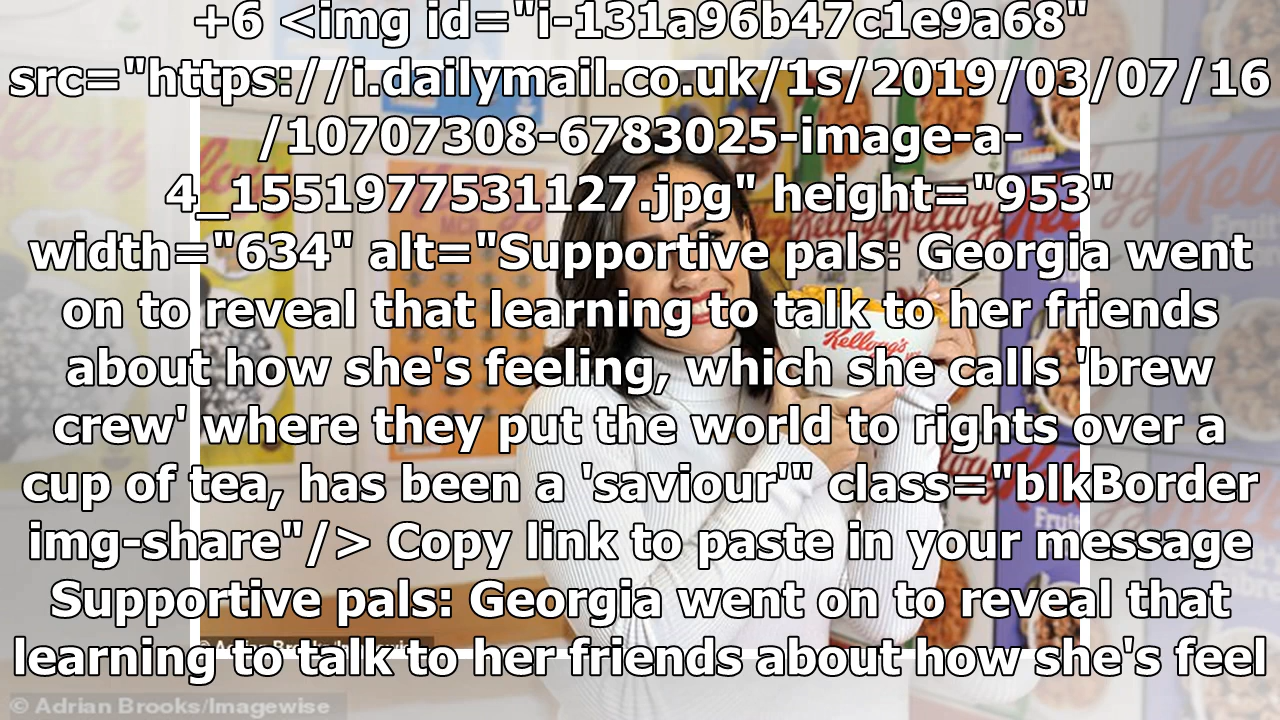 +6 <img id="i-131a96b47c1e9a68"
src="https://i.dailymail.co.uk/1s/2019/03/07/16
/10707308-6783025-image-a-
4_1551977531127.jpg" height="953"
width="634" alt="Supportive pals: Georgia went
on to reveal that learning to talk to her friends
about how she's feeling, which she calls 'brew
crew' where they put the world to rights over a
cup of tea, has been a 'saviour'" class="blkBorder
img-share"/> Copy link to paste in your message
Supportive pals: Georgia went on to reveal that
learning to talk to her friends about how she's feel
Kellogg's
© Adrian Brooks/Imagewise